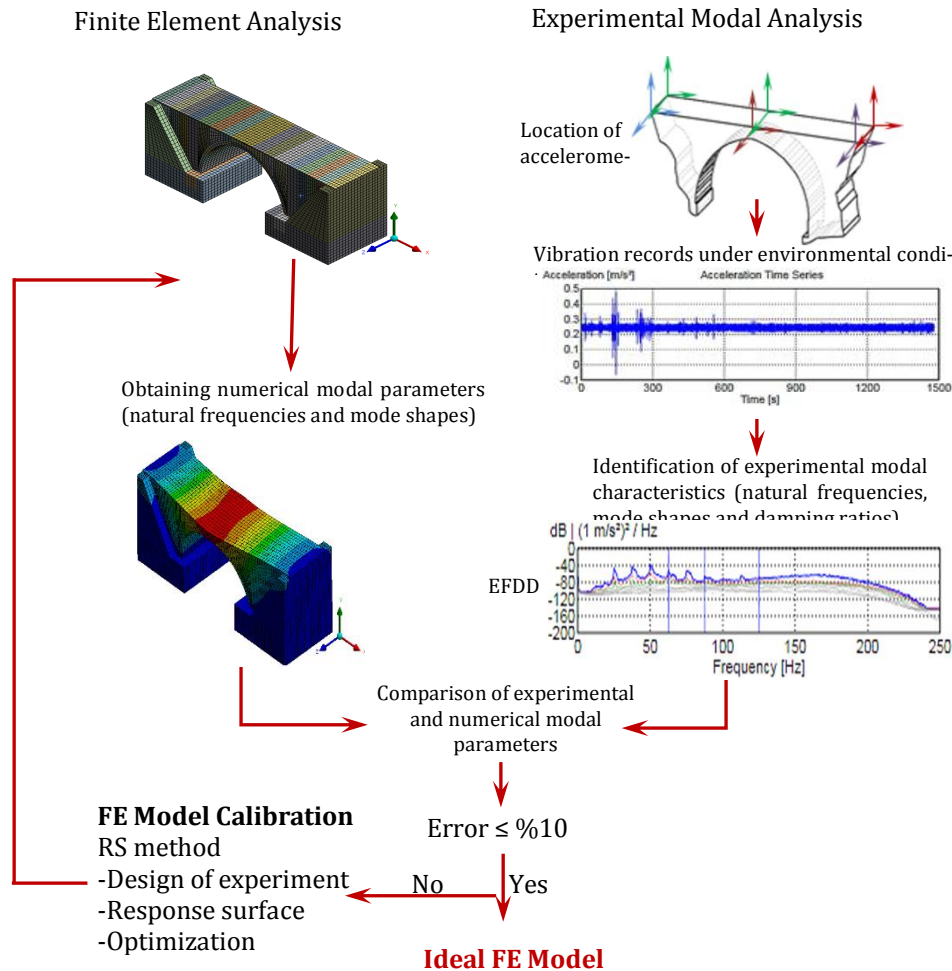 Finite Element Analysis
Experimental Modal Analysis
Location of
accelerome-
Vibration records under environmental condi-
Acceleration [m/s²]
Acceleration Time Series
0.5
0.4
0.3
0.2
0.1
0
-0.1
0
300
600
900
1200
1500
Time [s]
Obtaining numerical modal parameters
(natural frequencies and mode shapes)
Identification of experimental modal
characteristics (natural frequencies,
mode shapes and damping ratios)
dB | (1 m/s²)² / Hz
0
-40
-80
-120
-160
-200
EFDD
0
50
100
150
200
250
Frequency [Hz]
Comparison of experimental
and numerical modal
parameters
FE Model Calibration
RS method
-Design of experiment
-Response surface
-Optimization
Error ≤ %10
No
Yes
Ideal FE Model